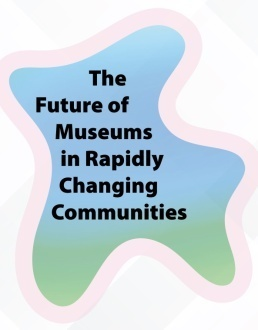 The
Future of
Museums
in Rapidly
Changing
Communities